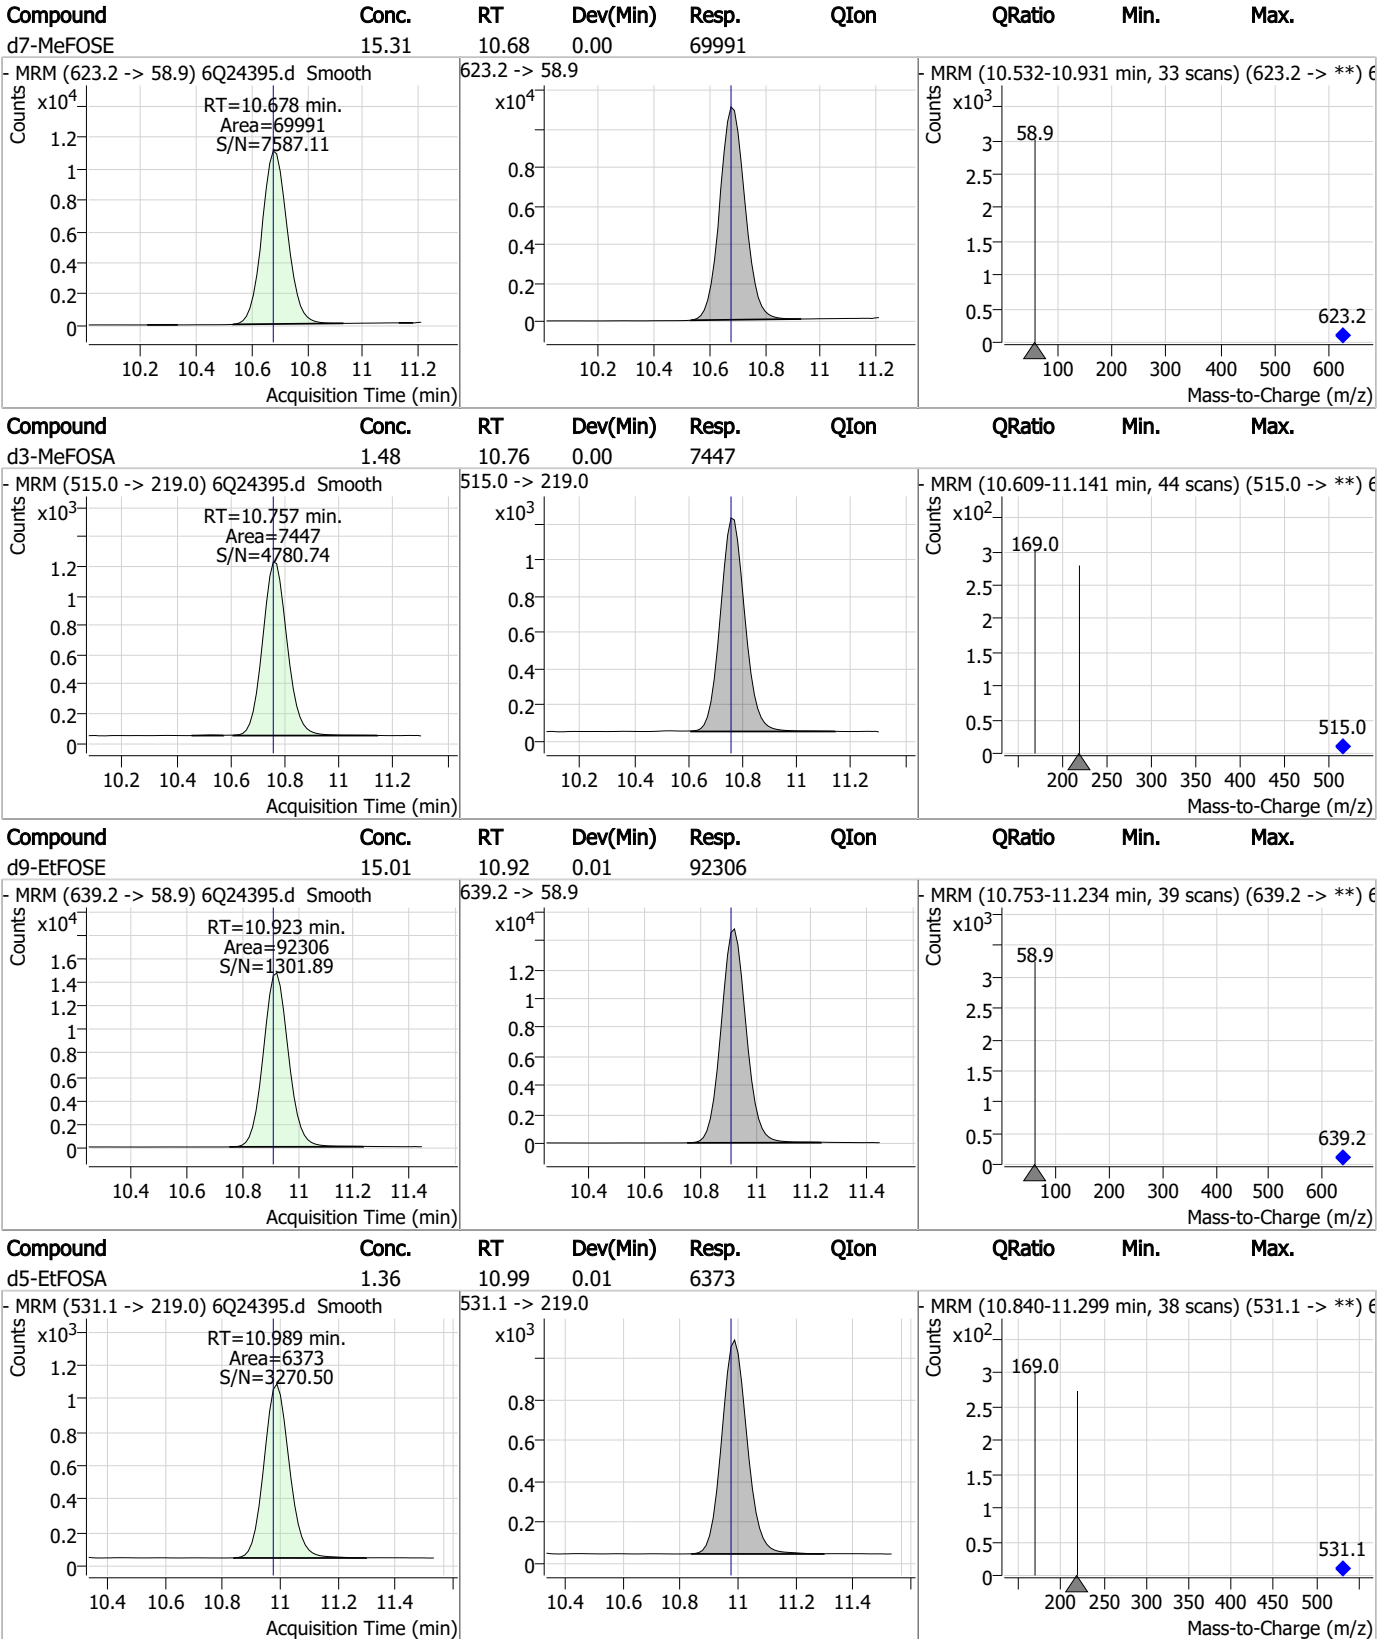 Compound Conc. RT Dev(Min) Resp. QIon QRatio Min. Max.
d7-MeFOSE 15.31 10.68 0.00 69991
- MRM (623.2 -> 58.9) 6Q24395.d Smooth 623.2 -> 58.9 - MRM (10.532-10.931 min, 33 scans) (623.2 -> **) 6
Counts x10^4 x10^4 Counts x10^3
RT=10.678 min.
Area=69991
S/N=7587.11
1.2 1 0.8 0.6 0.4 0.2 0
0.8 0.6 0.4 0.2 0
58.9
3 2.5 2 1.5 1 0.5 0
623.2
10.2 10.4 10.6 10.8 11 11.2 10.2 10.4 10.6 10.8 11 11.2 100 200 300 400 500 600
Acquisition Time (min) Mass-to-Charge (m/z)
Compound Conc. RT Dev(Min) Resp. QIon QRatio Min. Max.
d3-MeFOSA 1.48 10.76 0.00 7447
- MRM (515.0 -> 219.0) 6Q24395.d Smooth 515.0 -> 219.0 - MRM (10.609-11.141 min, 44 scans) (515.0 -> **) 6
Counts x10^3 x10^3 Counts x10^2
RT=10.757 min.
Area=7447
S/N=4780.74
1.2 1 0.8 0.6 0.4 0.2 0
1 0.8 0.6 0.4 0.2 0
169.0
3 2.5 2 1.5 1 0.5 0
515.0
10.2 10.4 10.6 10.8 11 11.2 10.2 10.4 10.6 10.8 11 11.2 200 250 300 350 400 450 500
Acquisition Time (min) Mass-to-Charge (m/z)
Compound Conc. RT Dev(Min) Resp. QIon QRatio Min. Max.
d9-EtFOSE 15.01 10.92 0.01 92306
- MRM (639.2 -> 58.9) 6Q24395.d Smooth 639.2 -> 58.9 - MRM (10.753-11.234 min, 39 scans) (639.2 -> **) 6
Counts x10^4 x10^4 Counts x10^3
RT=10.923 min.
Area=92306
S/N=1301.89
1.6 1.4 1.2 1 0.8 0.6 0.4 0.2 0
1.2 1 0.8 0.6 0.4 0.2 0
58.9
3 2.5 2 1.5 1 0.5 0
639.2
10.4 10.6 10.8 11 11.2 11.4 10.4 10.6 10.8 11 11.2 11.4 100 200 300 400 500 600
Acquisition Time (min) Mass-to-Charge (m/z)
Compound Conc. RT Dev(Min) Resp. QIon QRatio Min. Max.
d5-EtFOSA 1.36 10.99 0.01 6373
- MRM (531.1 -> 219.0) 6Q24395.d Smooth 531.1 -> 219.0 - MRM (10.840-11.299 min, 38 scans) (531.1 -> **) 6
Counts x10^3 x10^3 Counts x10^2
RT=10.989 min.
Area=6373
S/N=3270.50
1.2 1 0.8 0.6 0.4 0.2 0
0.8 0.6 0.4 0.2 0
169.0
3 2.5 2 1.5 1 0.5 0
531.1
10.4 10.6 10.8 11 11.2 11.4 10.4 10.6 10.8 11 11.2 11.4 200 250 300 350 400 450 500
Acquisition Time (min) Mass-to-Charge (m/z)